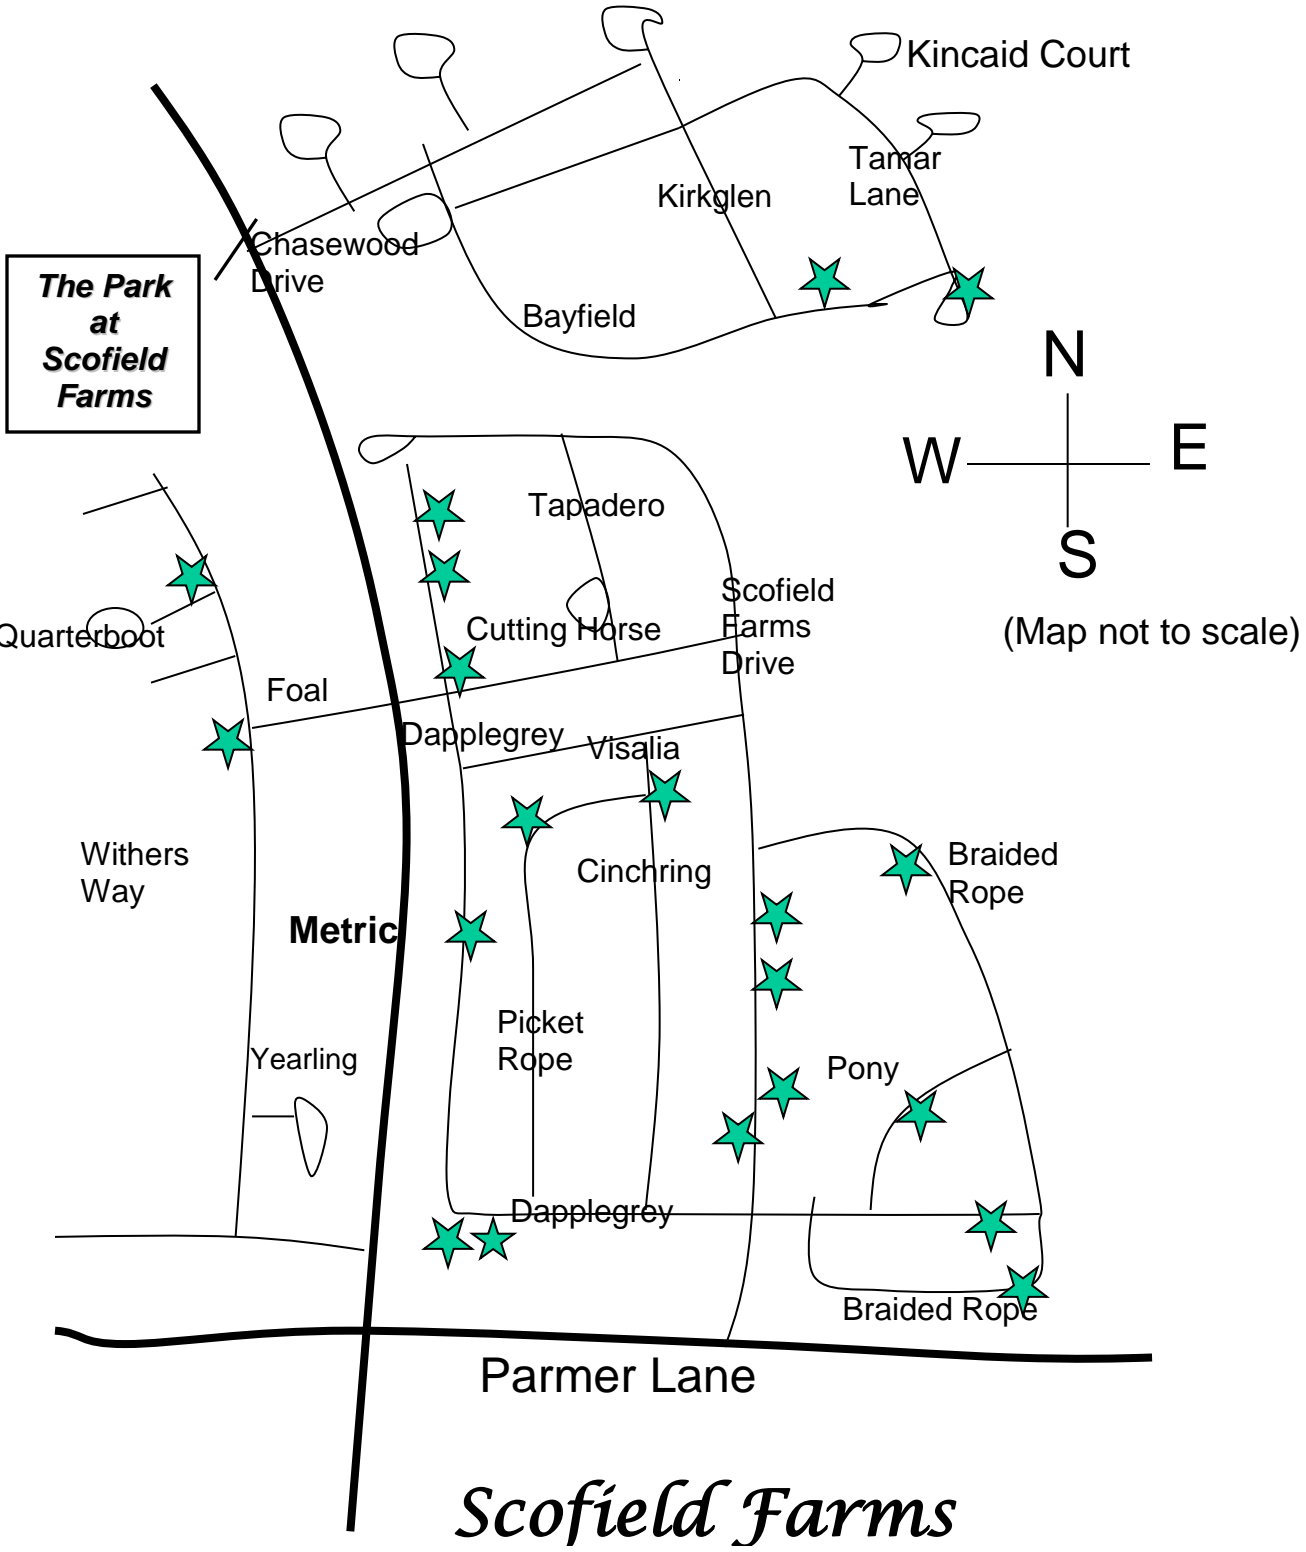 Kincaid Court
Tamar
Lane
Kirkglen
Chasewood
Drive
The Park
at
Scofield
Farms
Bayfield
N
W
E
S
(Map not to scale)
Tapadero
Scofield
Farms
Drive
Cutting Horse
Quarterboot
Foal
Dapplegrey
Visalia
Withers
Way
Cinchring
Braided
Rope
Metric
Picket
Rope
Yearling
Pony
Dapplegrey
Braided Rope
Parmer Lane
Scofield Farms